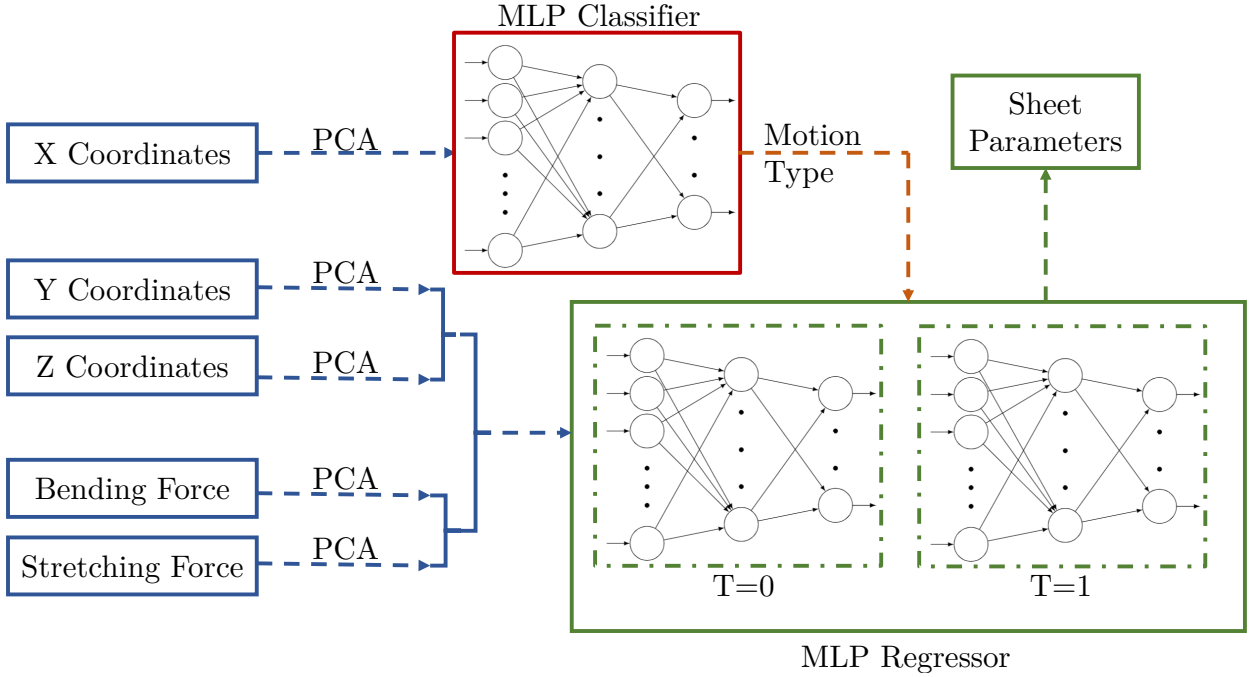 MLP Classifier
X Coordinates
PCA
Motion
Type
Sheet
Parameters
Y Coordinates
PCA
Z Coordinates
PCA
Bending Force
PCA
Stretching Force
PCA
T=0
T=1
MLP Regressor